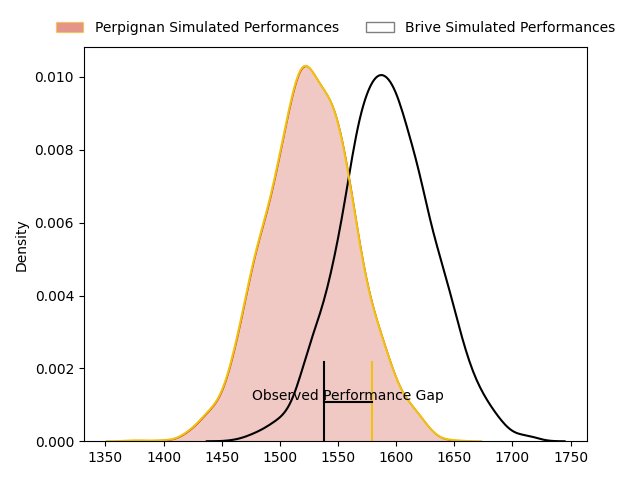 Perpignan Simulated Performances
Brive Simulated Performances
0.010
0.008
0.006
0.004
0.002
0.000
Density
Observed Performance Gap
1350 1400 1450 1500 1550 1600 1650 1700 1750